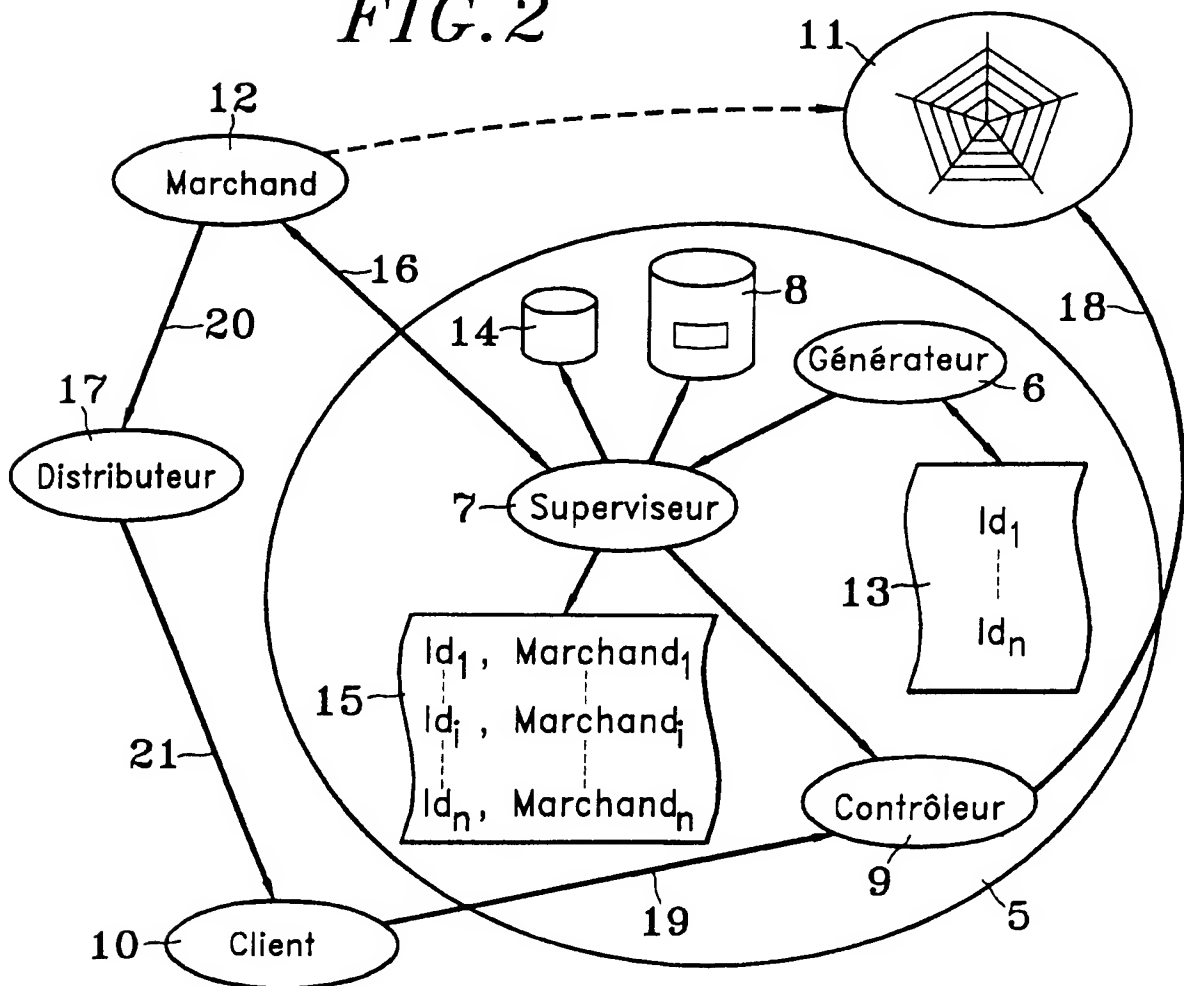 FIG.2
11
12
Marchand
16
14
8
18
Générateur
6
20
17
Distributeur
7
Superviseur
Id1
Idn
13
15
Id1, Marchand1
Idi, Marchandi
Idn, Marchandn
21
Contrôleur
9
19
5
10
Client